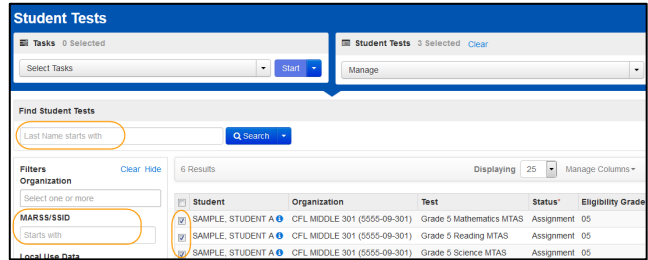 Student Tests
Tasks 0 Selected
Student Tests 3 Selected Clear
Select Tasks
Start
Manage
Find Student Tests
Last Name starts with
Search
Filters Clear Hide
6 Results
Displaying 25 Manage Columns
Organization
Select one or more
Student Organization Test Status* Eligibility Grade
MARSS/SSID
SAMPLE, STUDENT A CFL MIDDLE 301 (5555-09-301) Grade 5 Mathematics MTAS Assignment 05
Starts with
SAMPLE, STUDENT A CFL MIDDLE 301 (5555-09-301) Grade 5 Reading MTAS Assignment 05
Local Use Data
SAMPLE, STUDENT A CFL MIDDLE 301 (5555-09-301) Grade 5 Science MTAS Assignment 05